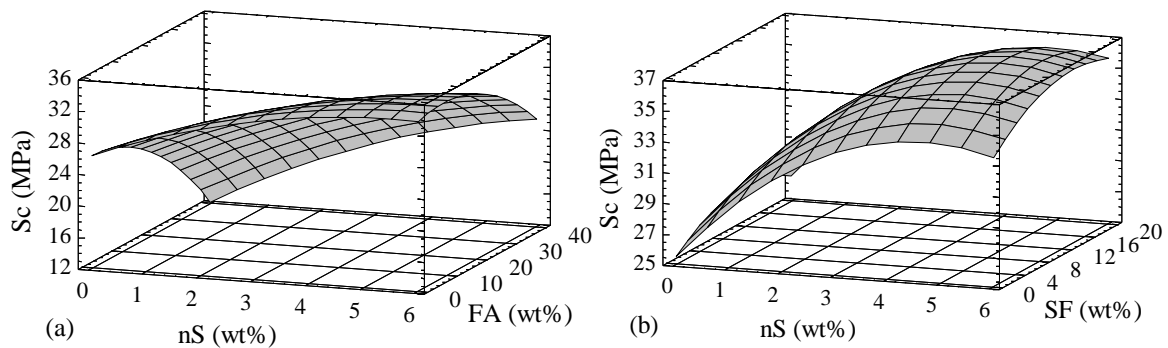 36
32
28
24
20
16
12
Sc (MPa)
0 1 2 3 4 5 6
nS (wt%)
0 10 20 30 40
FA (wt%)
(a)
37
35
33
31
29
27
25
Sc (MPa)
0 1 2 3 4 5 6
nS (wt%)
0 4 8 12 16 20
SF (wt%)
(b)